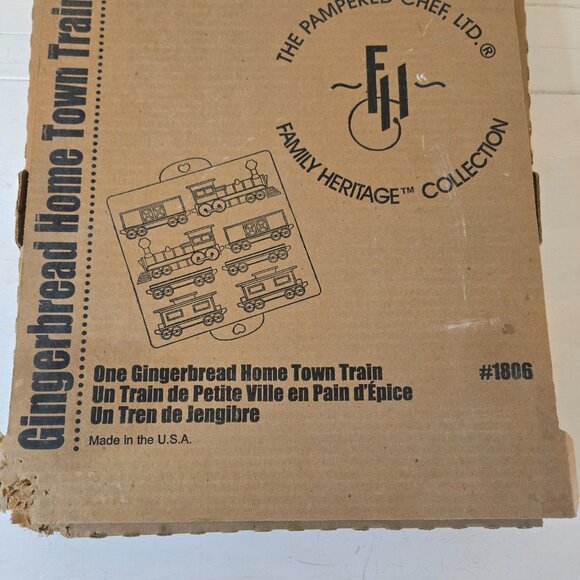 Gingerbread Home Town Train
THE PAMPERED CHEF, LTD.®
FH
FAMILY HERITAGE™ COLLECTION
One Gingerbread Home Town Train
Un Train de Petite Ville en Pain d'Épice
Un Tren de Jengibre
#1806
Made in the U.S.A.